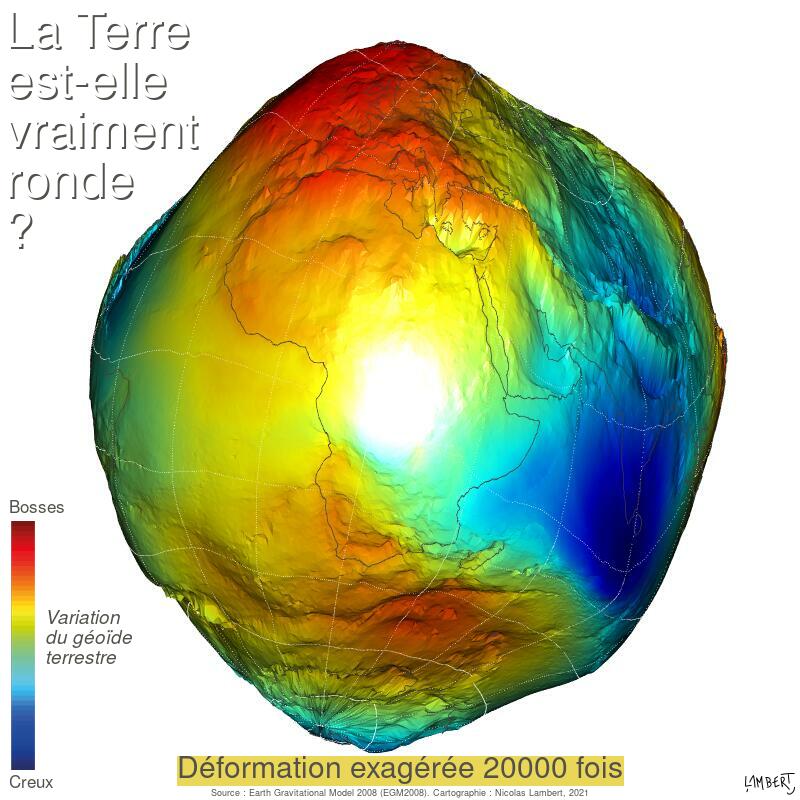 La Terre
est-elle
vraiment
ronde
?
Bosses
Variation
du géoïde
terrestre
Creux
Déformation exagérée 20000 fois
Source : Earth Gravitational Model 2008 (EGM2008). Cartographie : Nicolas Lambert, 2021
LAMBERT